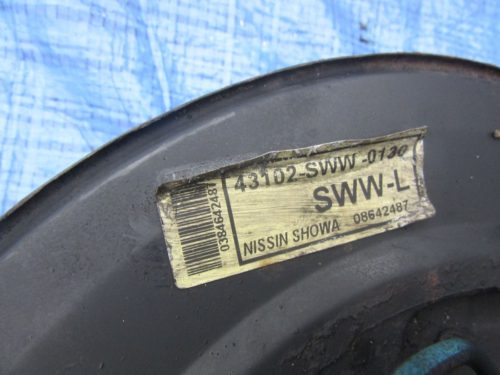 43102-SWW -0130
SWW-L
NISSIN SHOWA 08642487
0384642487